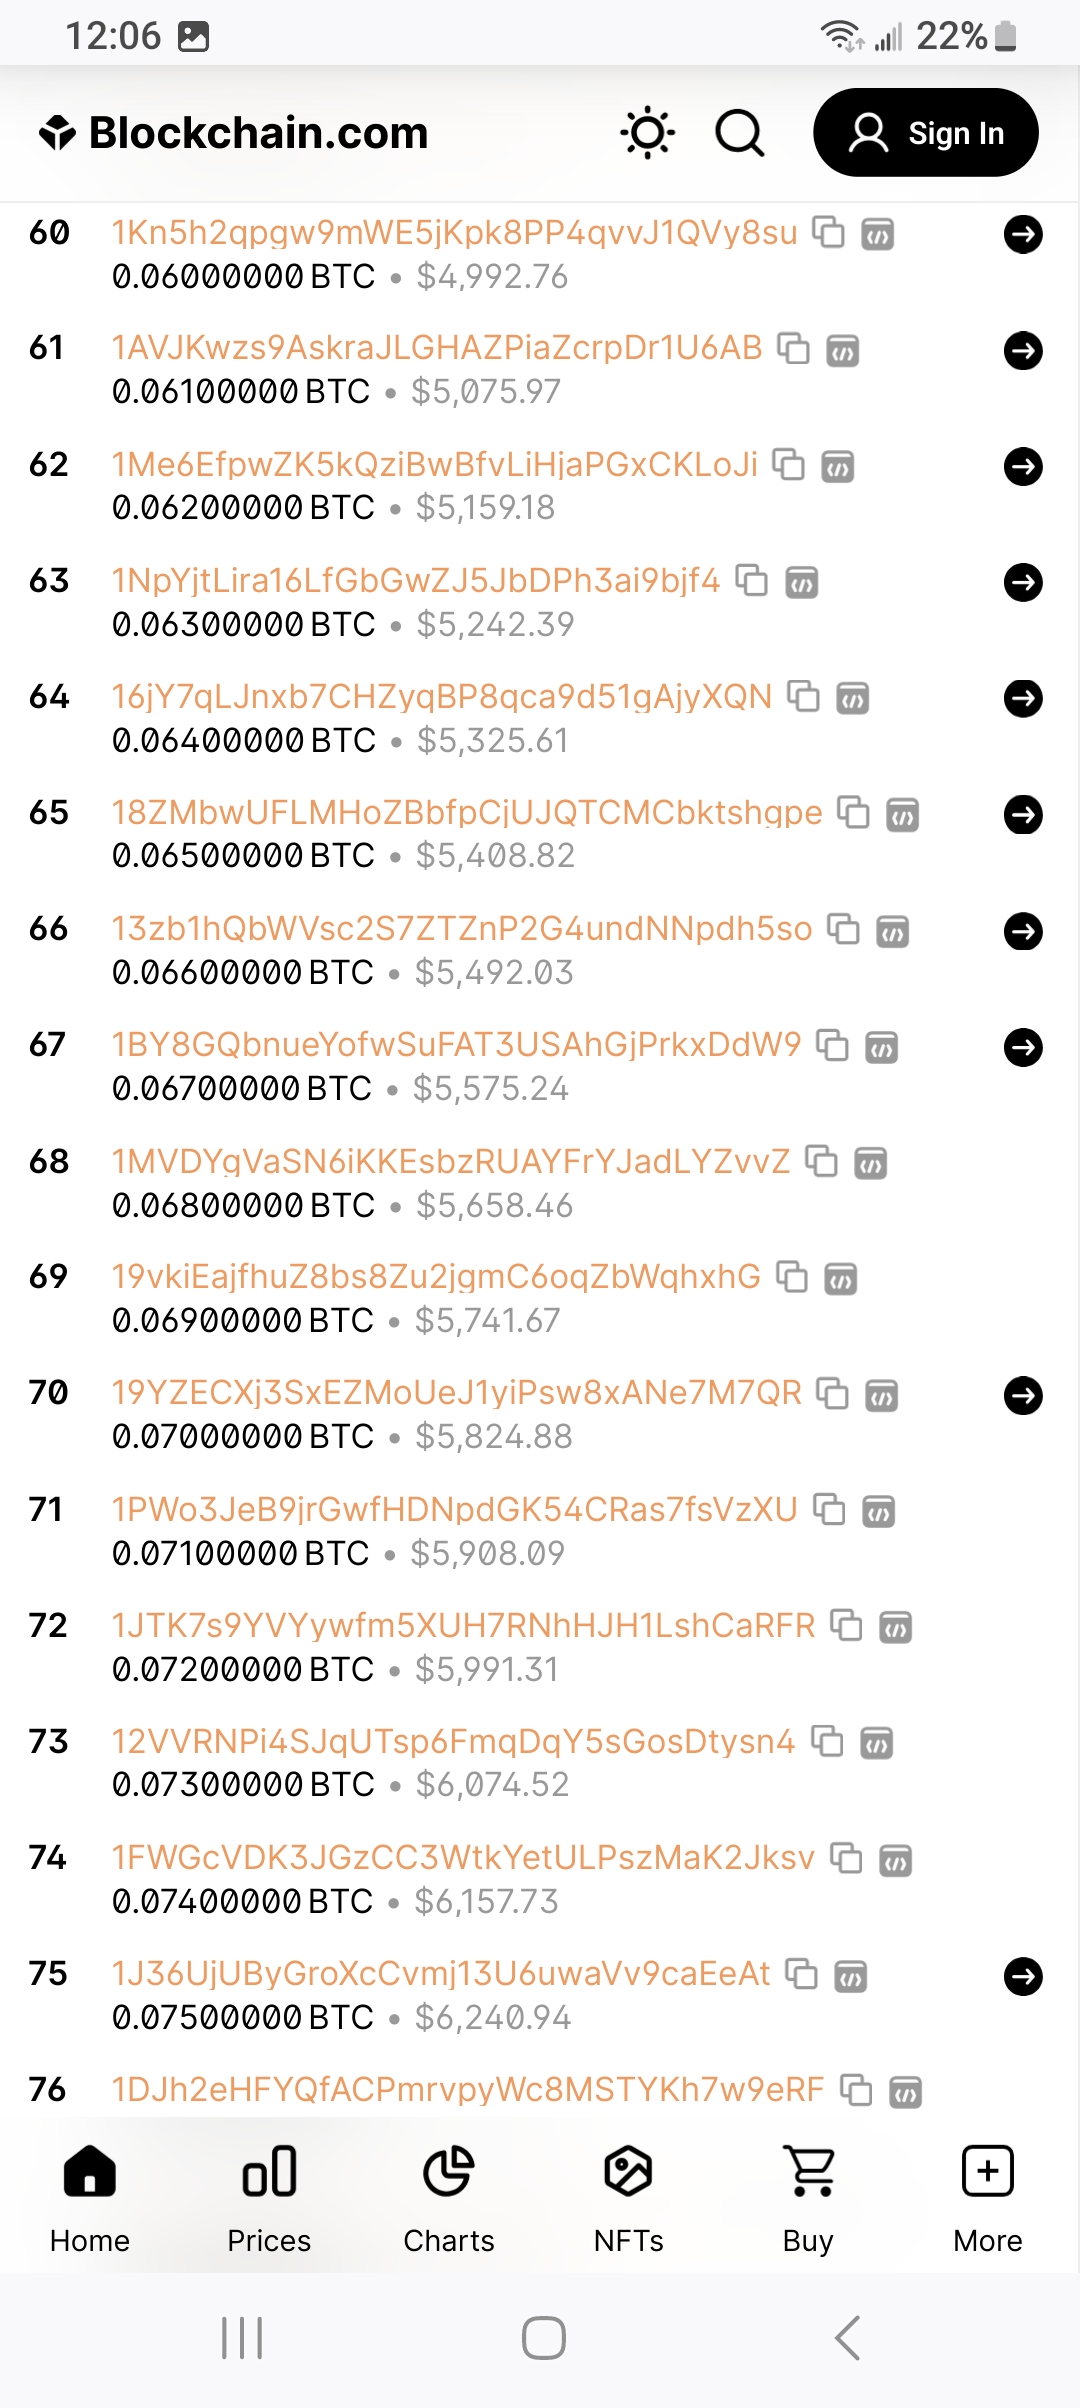 12:06 22%
Blockchain.com Sign In
60 1Kn5h2qpgw9mWE5jKpk8PP4qvvJ1QVy8su
0.06000000 BTC • $4,992.76
61 1AVJKwzs9AskraJLGHAZPiaZcrpDr1U6AB
0.06100000 BTC • $5,075.97
62 1Me6EfpwZK5kQziBwBfvLiHjaPGxCKLoJi
0.06200000 BTC • $5,159.18
63 1NpYjtLira16LfGbGwZJ5JbDPh3ai9bjf4
0.06300000 BTC • $5,242.39
64 16jY7qLJnxb7CHZyqBP8qca9d51gAjyXQN
0.06400000 BTC • $5,325.61
65 18ZMbwUFLMHoZBbfpCjUJQTCMCbktshgpe
0.06500000 BTC • $5,408.82
66 13zb1hQbWVsc2S7ZTZnP2G4undNNpdh5so
0.06600000 BTC • $5,492.03
67 1BY8GQbnueYofwSuFAT3USAhGjPrkxDdW9
0.06700000 BTC • $5,575.24
68 1MVDYgVaSN6iKKEsbzRUAYFrYJadLYZvvZ
0.06800000 BTC • $5,658.46
69 19vkiEajfhuZ8bs8Zu2jgmC6oqZbWqhxhG
0.06900000 BTC • $5,741.67
70 19YZECXj3SxEZMoUeJ1yiPsw8xANe7M7QR
0.07000000 BTC • $5,824.88
71 1PWo3JeB9jrGwfHDNpdGK54CRas7fsVzXU
0.07100000 BTC • $5,908.09
72 1JTK7s9YVYywfm5XUH7RNhHJH1LshCaRFR
0.07200000 BTC • $5,991.31
73 12VVRNPi4SJqUTsp6FmqDqY5sGosDtysn4
0.07300000 BTC • $6,074.52
74 1FWGcVDK3JGzCC3WtkYetULPszMaK2Jksv
0.07400000 BTC • $6,157.73
75 1J36UjUByGroXcCvmj13U6uwaVv9caEeAt
0.07500000 BTC • $6,240.94
76 1DJh2eHFYQfACPmrvpyWc8MSTYKh7w9eRF
Home Prices Charts NFTs Buy More